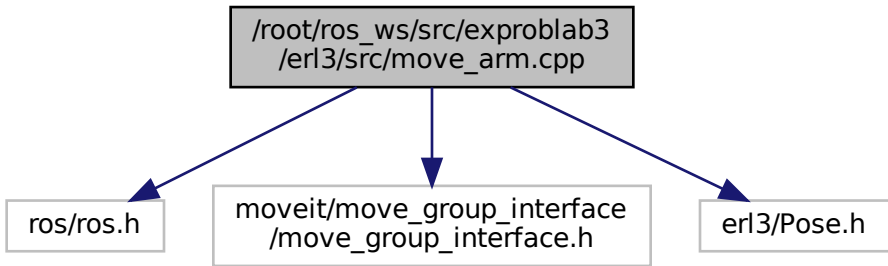 /root/ros_ws/src/exproblab3
/erl3/src/move_arm.cpp
ros/ros.h
moveit/move_group_interface
/move_group_interface.h
erl3/Pose.h